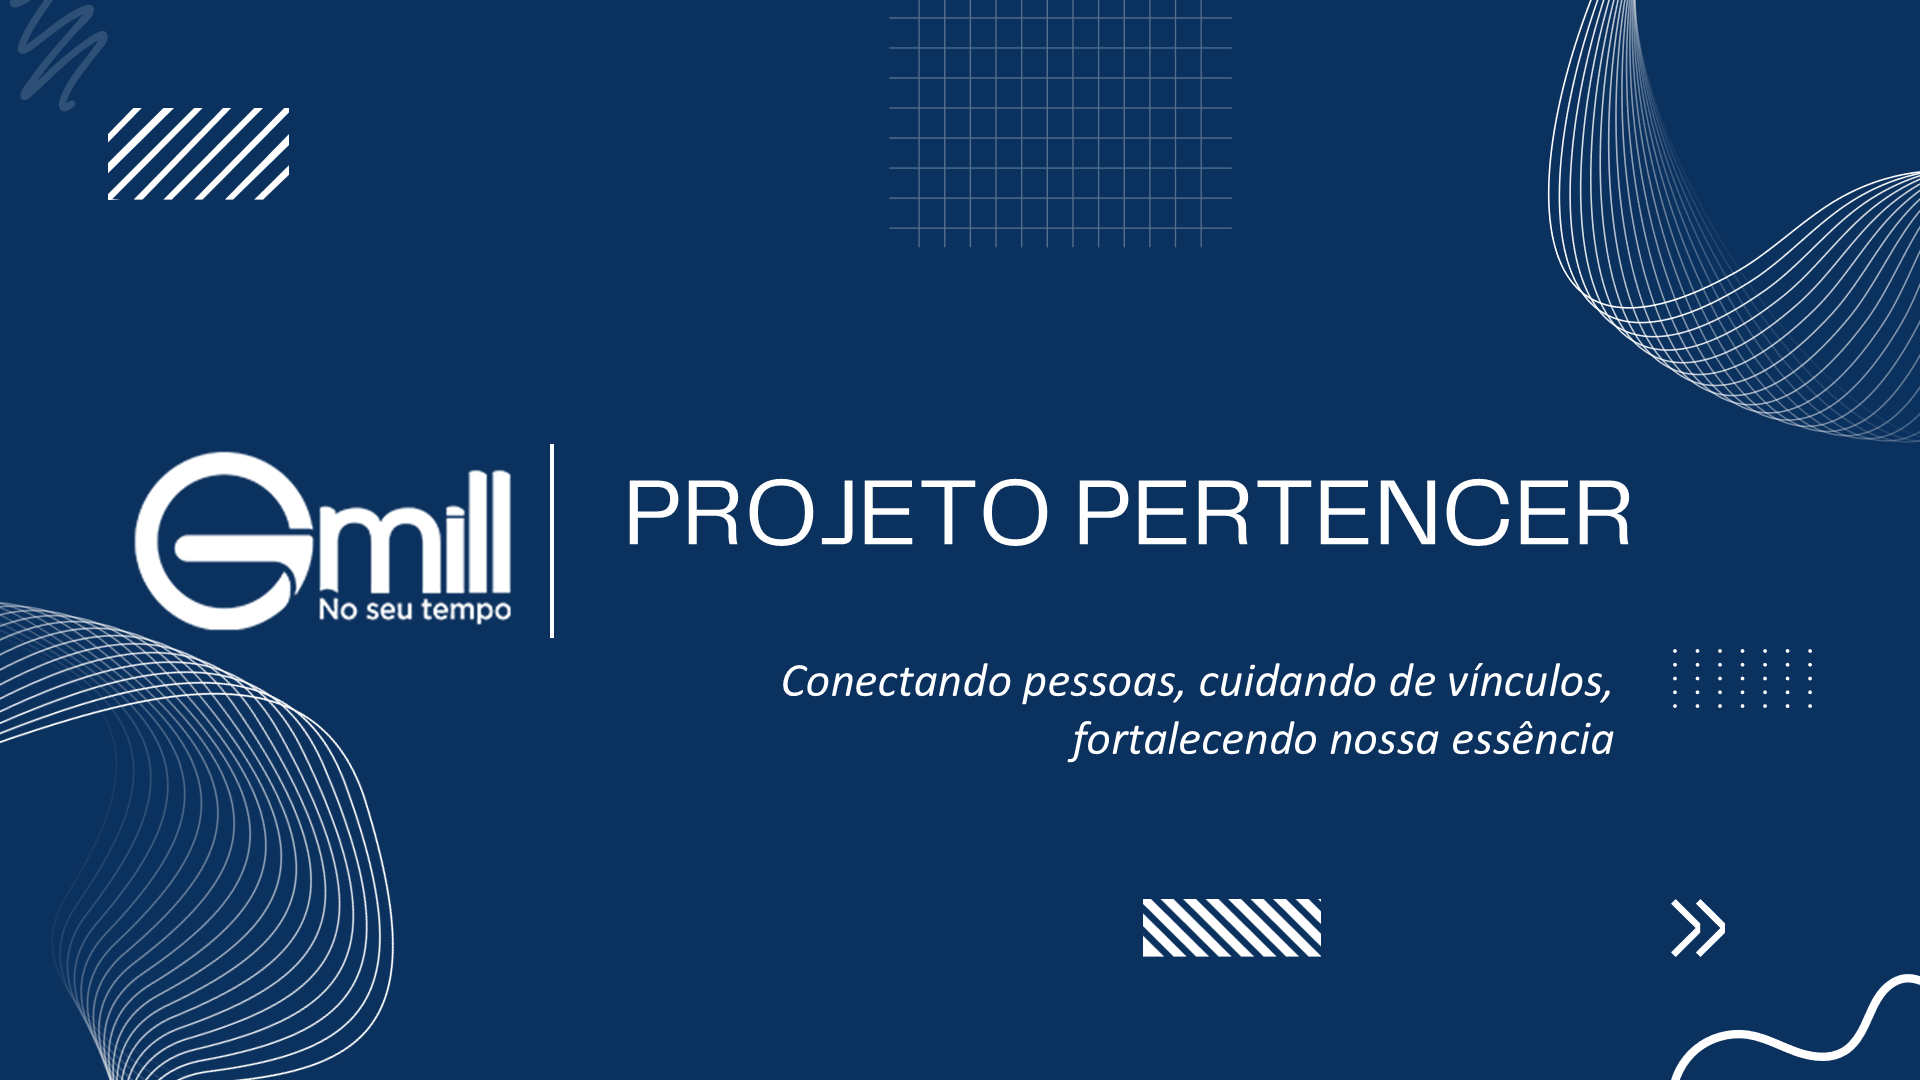 Gmill
No seu tempo
PROJETO PERTENCER
Conectando pessoas, cuidando de vínculos,
fortalecendo nossa essência